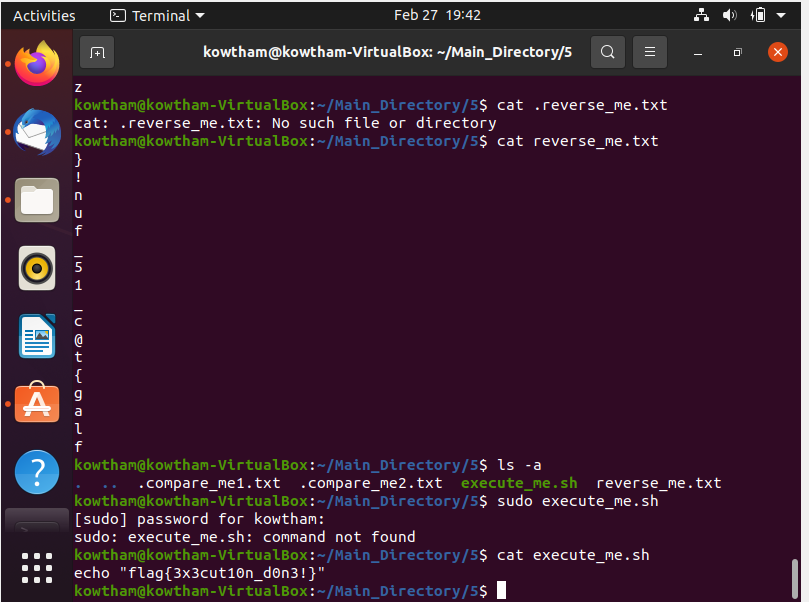 Activities Terminal Feb 27 19:42
kowtham@kowtham-VirtualBox: ~/Main_Directory/5
z
kowtham@kowtham-VirtualBox:~/Main_Directory/5$ cat .reverse_me.txt
cat: .reverse_me.txt: No such file or directory
kowtham@kowtham-VirtualBox:~/Main_Directory/5$ cat reverse_me.txt
}
!
n
u
f
_
5
1
_
c
@
t
{
g
a
l
f
kowtham@kowtham-VirtualBox:~/Main_Directory/5$ ls -a
. .. .compare_me1.txt .compare_me2.txt execute_me.sh reverse_me.txt
kowtham@kowtham-VirtualBox:~/Main_Directory/5$ sudo execute_me.sh
[sudo] password for kowtham:
sudo: execute_me.sh: command not found
kowtham@kowtham-VirtualBox:~/Main_Directory/5$ cat execute_me.sh
echo "flag{3x3cut10n_d0n3!}"
kowtham@kowtham-VirtualBox:~/Main_Directory/5$